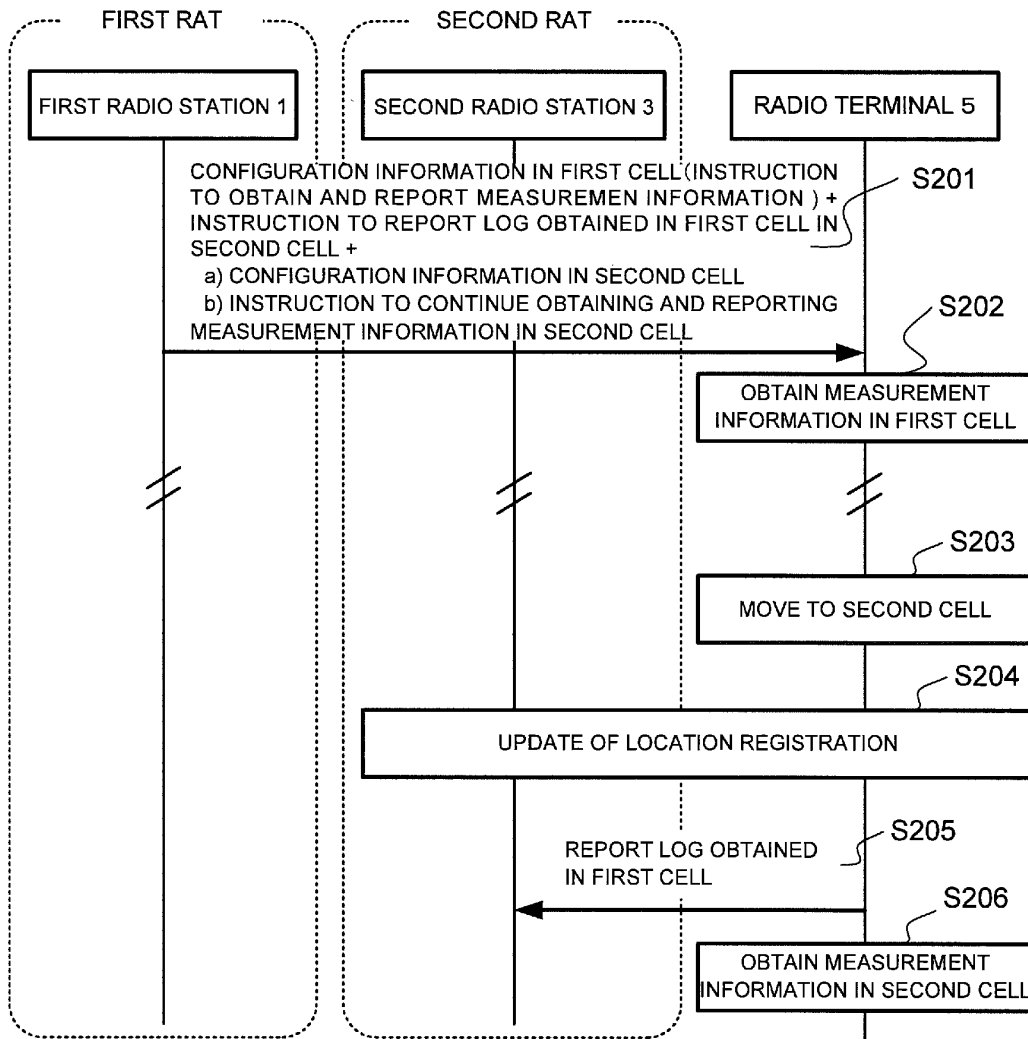 FIRST RAT
SECOND RAT
FIRST RADIO STATION 1
SECOND RADIO STATION 3
RADIO TERMINAL 5
CONFIGURATION INFORMATION IN FIRST CELL (INSTRUCTION
TO OBTAIN AND REPORT MEASUREMEN INFORMATION ) +
INSTRUCTION TO REPORT LOG OBTAINED IN FIRST CELL IN
SECOND CELL +
a) CONFIGURATION INFORMATION IN SECOND CELL
b) INSTRUCTION TO CONTINUE OBTAINING AND REPORTING
MEASUREMENT INFORMATION IN SECOND CELL
S201
S202
OBTAIN MEASUREMENT
INFORMATION IN FIRST CELL
S203
MOVE TO SECOND CELL
S204
UPDATE OF LOCATION REGISTRATION
S205
REPORT LOG OBTAINED
IN FIRST CELL
S206
OBTAIN MEASUREMENT
INFORMATION IN SECOND CELL